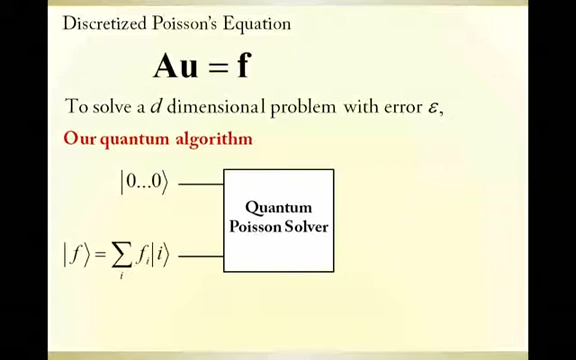 Discretized Poisson's Equation
Au = f
To solve a d dimensional problem with error ε,
Our quantum algorithm
|0...0⟩
Quantum
Poisson Solver
|f⟩ = ∑ᵢ fᵢ|i⟩